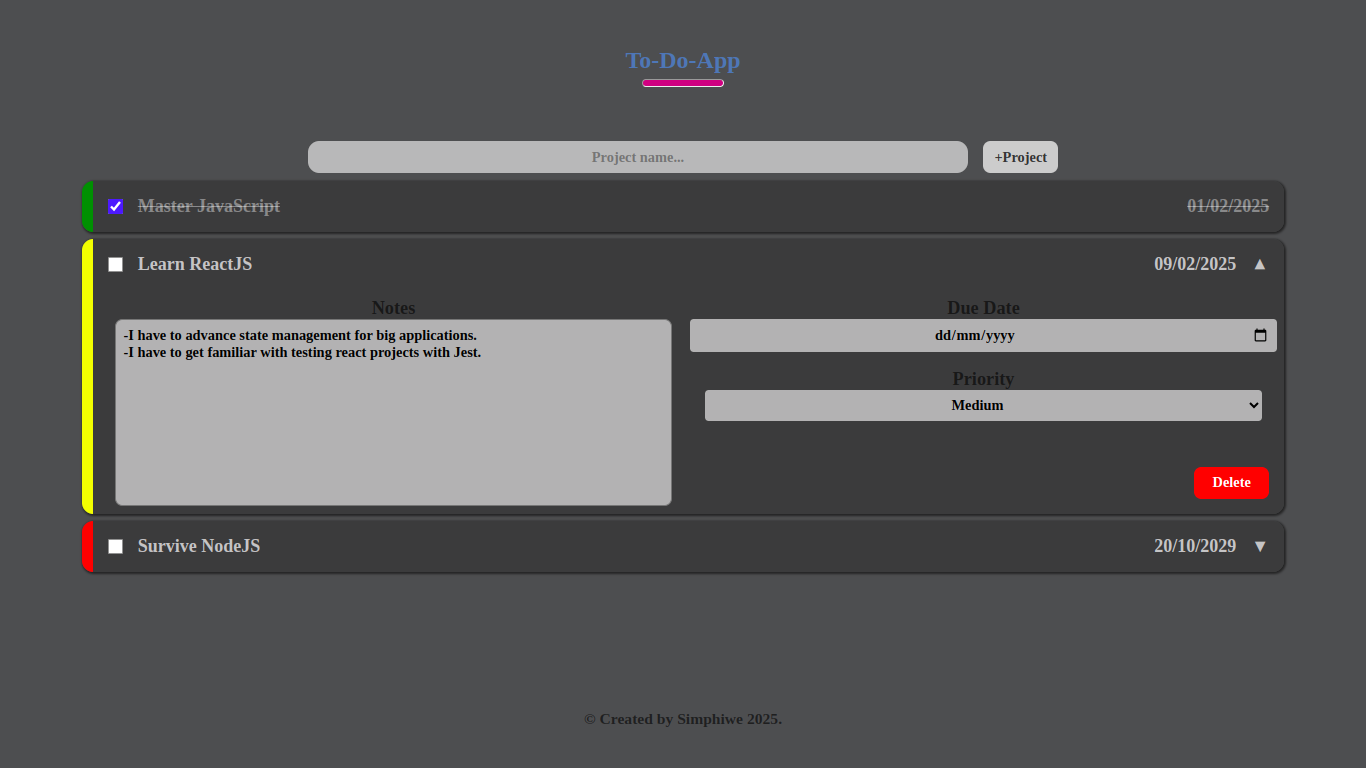 To-Do-App
Project name...
+Project
Master JavaScript
01/02/2025
Learn ReactJS
09/02/2025 ▲
Notes
-I have to advance state management for big applications.
-I have to get familiar with testing react projects with Jest.
Due Date
dd/mm/yyyy
Priority
Medium
Delete
Survive NodeJS
20/10/2029 ▼
© Created by Simphiwe 2025.